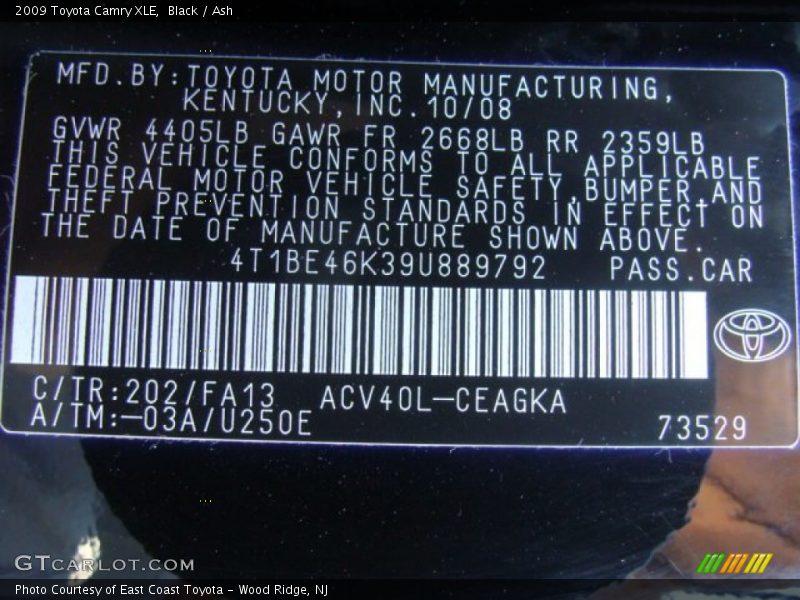 2009 Toyota Camry XLE,  Black / Ash
MFD.BY:TOYOTA MOTOR MANUFACTURING,
KENTUCKY,INC.10/08
GVWR 4405LB GAWR FR 2668LB RR 2359LB
THIS VEHICLE CONFORMS TO ALL APPLICABLE
FEDERAL MOTOR VEHICLE SAFETY,BUMPER,AND
THEFT PREVENTION STANDARDS IN EFFECT ON
THE DATE OF MANUFACTURE SHOWN ABOVE.
4T1BE46K39U889792 PASS.CAR
C/TR:202/FA13 ACV40L-CEAGKA
A/TM:-03A/U250E 73529
GTCARLOT.COM
Photo Courtesy of East Coast Toyota - Wood Ridge, NJ